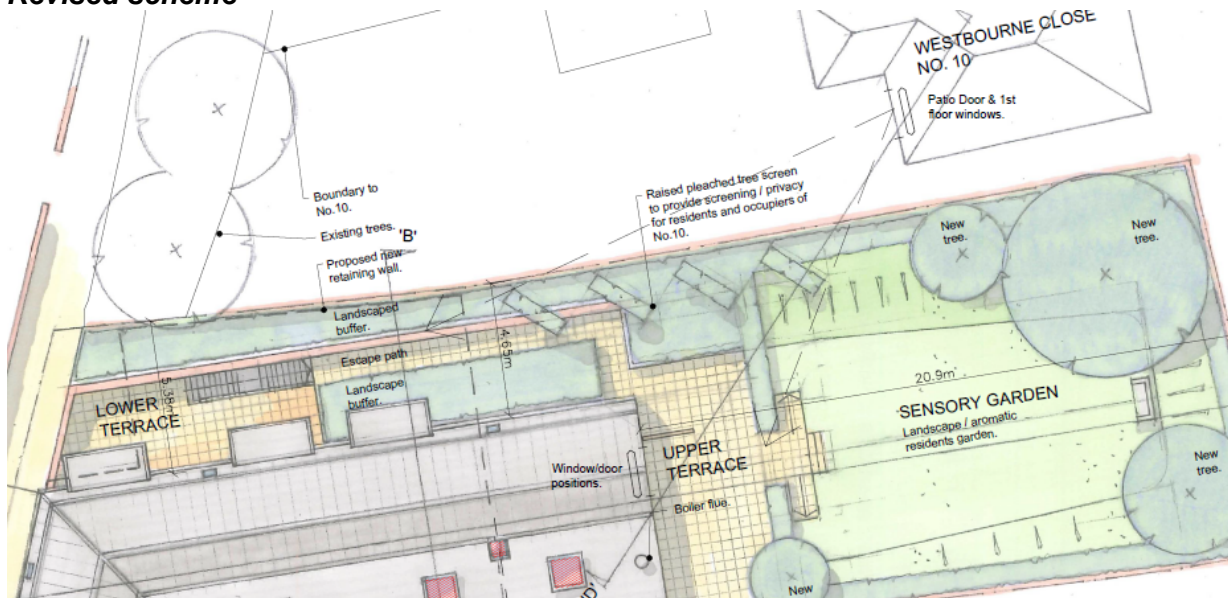 Revised scheme
WESTBOURNE CLOSE
NO. 10
Patio Door & 1st
floor windows.
Boundary to
No.10.
Existing trees.
'B'
Proposed new
retaining wall.
Raised pleached tree screen
to provide screening / privacy
for residents and occupiers of
No.10.
New
tree.
New
tree.
Landscaped
buffer.
Escape path
4.65m
Landscape
buffer.
5.38m
LOWER
TERRACE
20.9m
SENSORY GARDEN
Landscape / aromatic
residents garden.
UPPER
TERRACE
Window/door
positions.
Boiler flue.
New
tree.
New